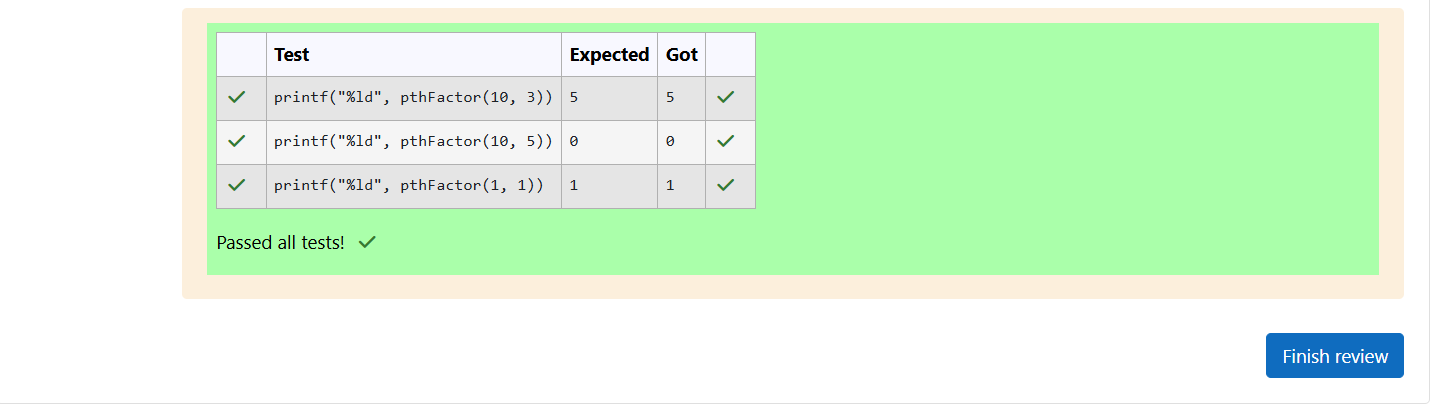 Test Expected Got
printf("%ld", pthFactor(10, 3)) 5 5
printf("%ld", pthFactor(10, 5)) 0 0
printf("%ld", pthFactor(1, 1)) 1 1
Passed all tests!
Finish review